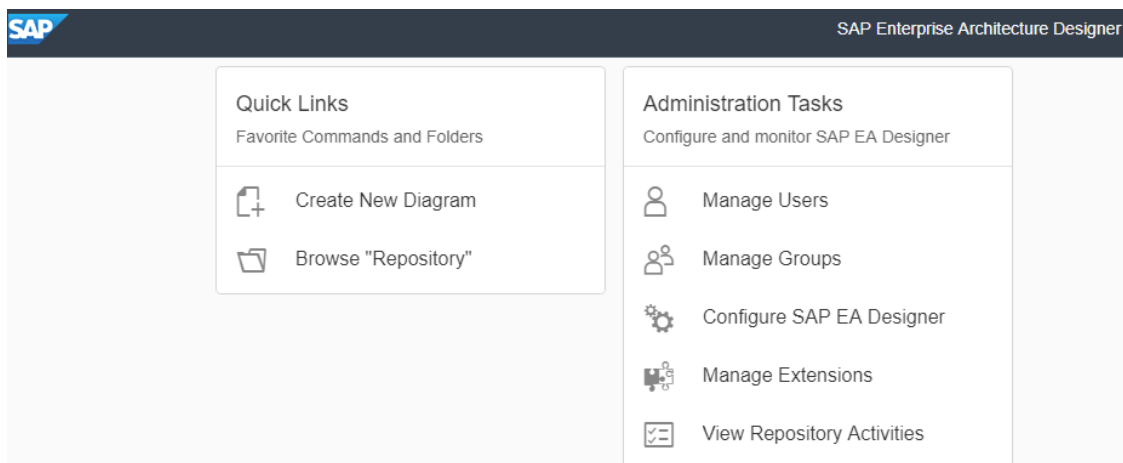 SAP
SAP Enterprise Architecture Designer
Quick Links
Favorite Commands and Folders
Create New Diagram
Browse "Repository"
Administration Tasks
Configure and monitor SAP EA Designer
Manage Users
Manage Groups
Configure SAP EA Designer
Manage Extensions
View Repository Activities